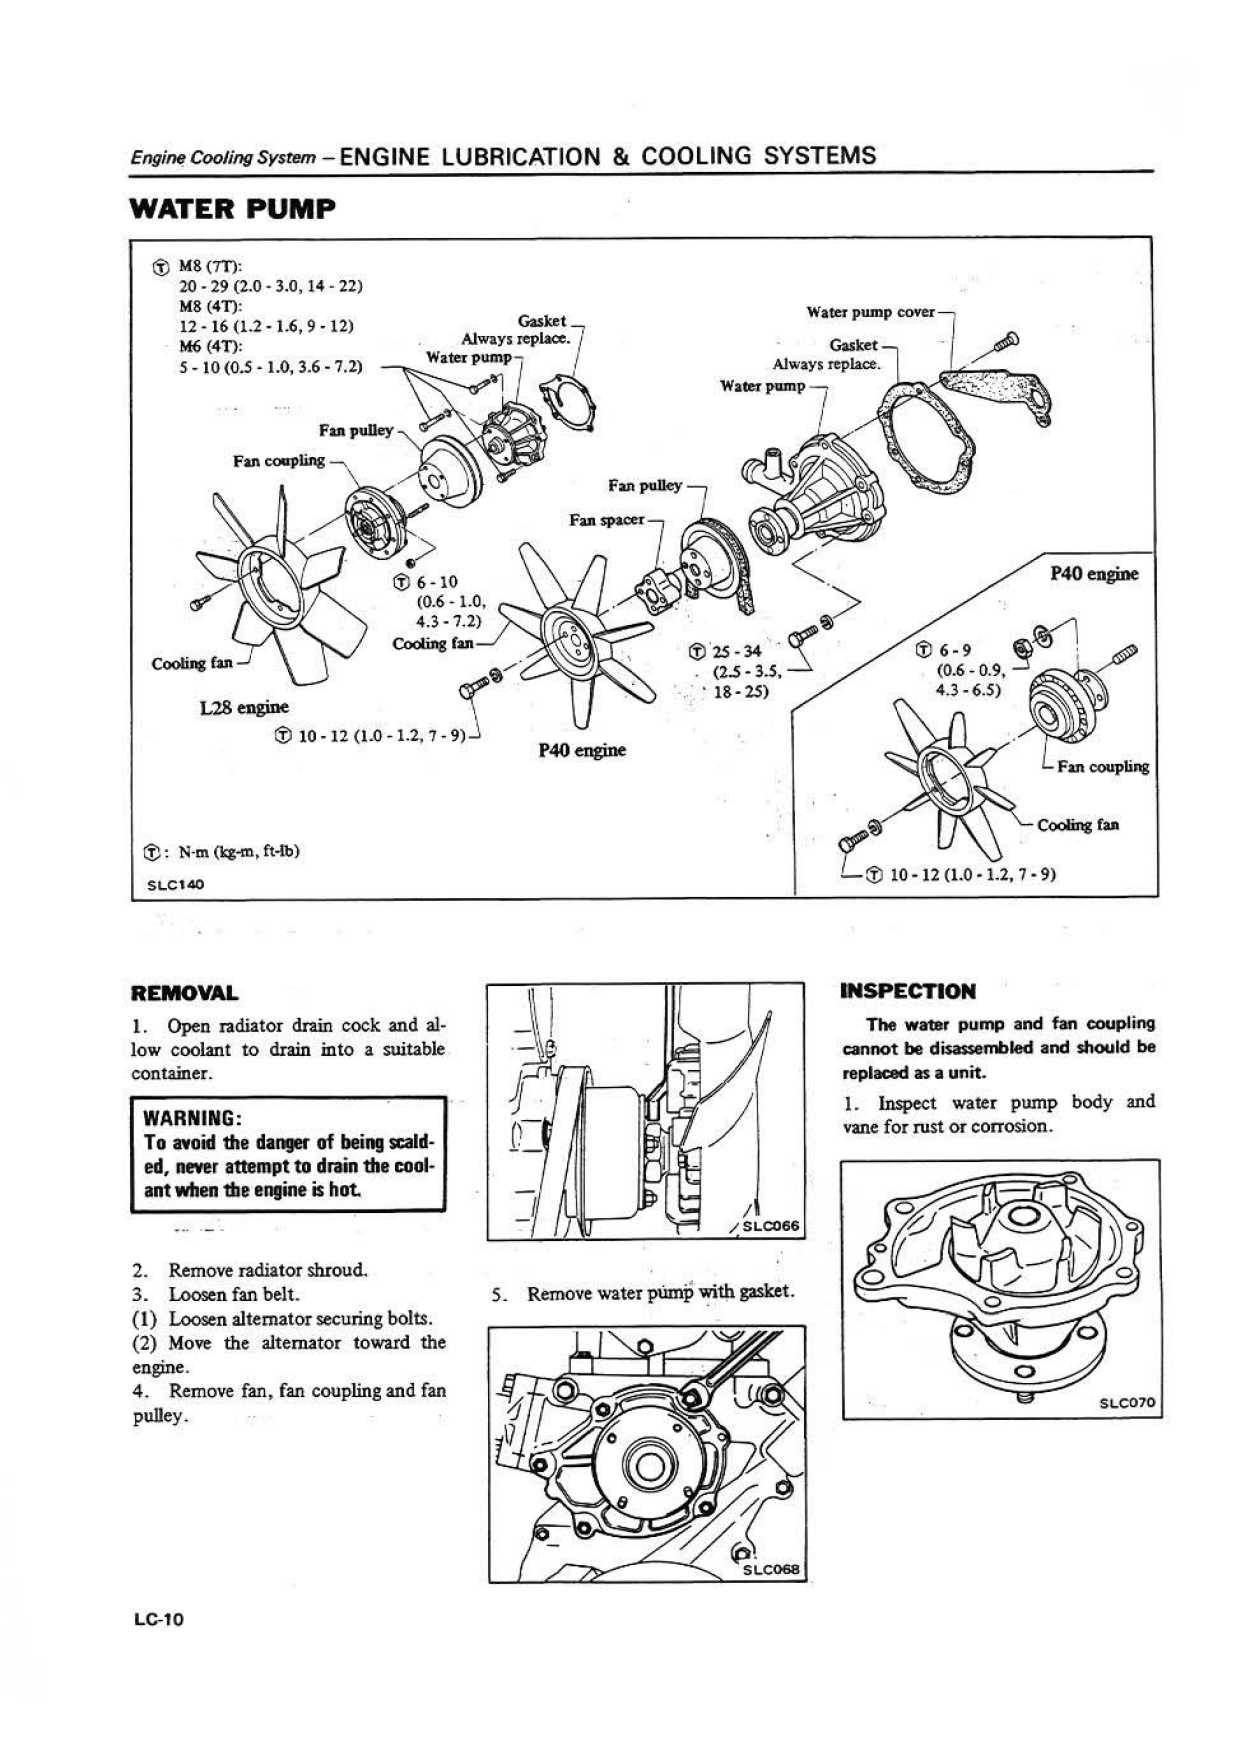 Engine Cooling System – ENGINE LUBRICATION & COOLING SYSTEMS
WATER PUMP
Ⓣ M8 (7T):
20 - 29 (2.0 - 3.0, 14 - 22)
M8 (4T):
12 - 16 (1.2 - 1.6, 9 - 12)
M6 (4T):
5 - 10 (0.5 - 1.0, 3.6 - 7.2)
Gasket
Always replace.
Water pump
Fan pulley
Fan coupling
Ⓣ 6 - 10
(0.6 - 1.0,
4.3 - 7.2)
Cooling fan
Cooling fan
L28 engine
Ⓣ 10 - 12 (1.0 - 1.2, 7 - 9)
Water pump cover
Gasket
Always replace.
Water pump
Fan pulley
Fan spacer
Ⓣ 25 - 34
(2.5 - 3.5,
18 - 25)
P40 engine
P40 engine
Ⓣ 6 - 9
(0.6 - 0.9,
4.3 - 6.5)
Fan coupling
Cooling fan
Ⓣ 10 - 12 (1.0 - 1.2, 7 - 9)
Ⓣ : N·m (kg-m, ft-lb)
SLC140
REMOVAL
1. Open radiator drain cock and al-
low coolant to drain into a suitable
container.
WARNING:
To avoid the danger of being scald-
ed, never attempt to drain the cool-
ant when the engine is hot.
2. Remove radiator shroud.
3. Loosen fan belt.
(1) Loosen alternator securing bolts.
(2) Move the alternator toward the
engine.
4. Remove fan, fan coupling and fan
pulley.
SLC066
5. Remove water pump with gasket.
SLC068
INSPECTION
The water pump and fan coupling
cannot be disassembled and should be
replaced as a unit.
1. Inspect water pump body and
vane for rust or corrosion.
SLC070
LC-10